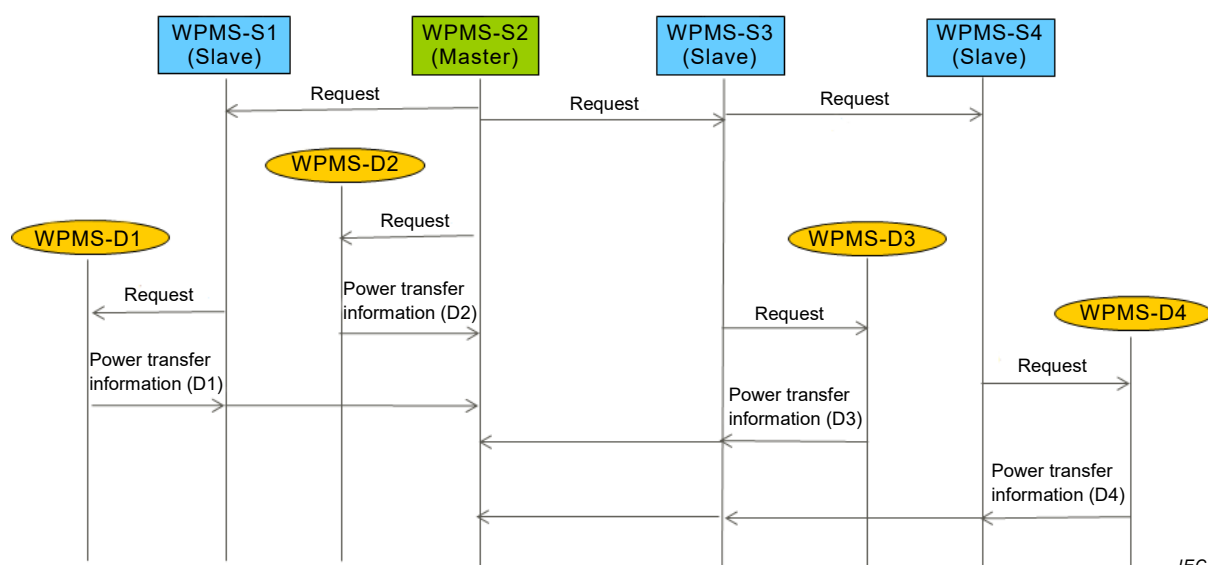 WPMS-S1
(Slave)
WPMS-S2
(Master)
WPMS-S3
(Slave)
WPMS-S4
(Slave)
Request
Request
Request
WPMS-D2
Request
WPMS-D1
WPMS-D3
Request
Power transfer
information (D2)
Request
WPMS-D4
Power transfer
information (D1)
Request
Power transfer
information (D3)
Power transfer
information (D4)
IEC